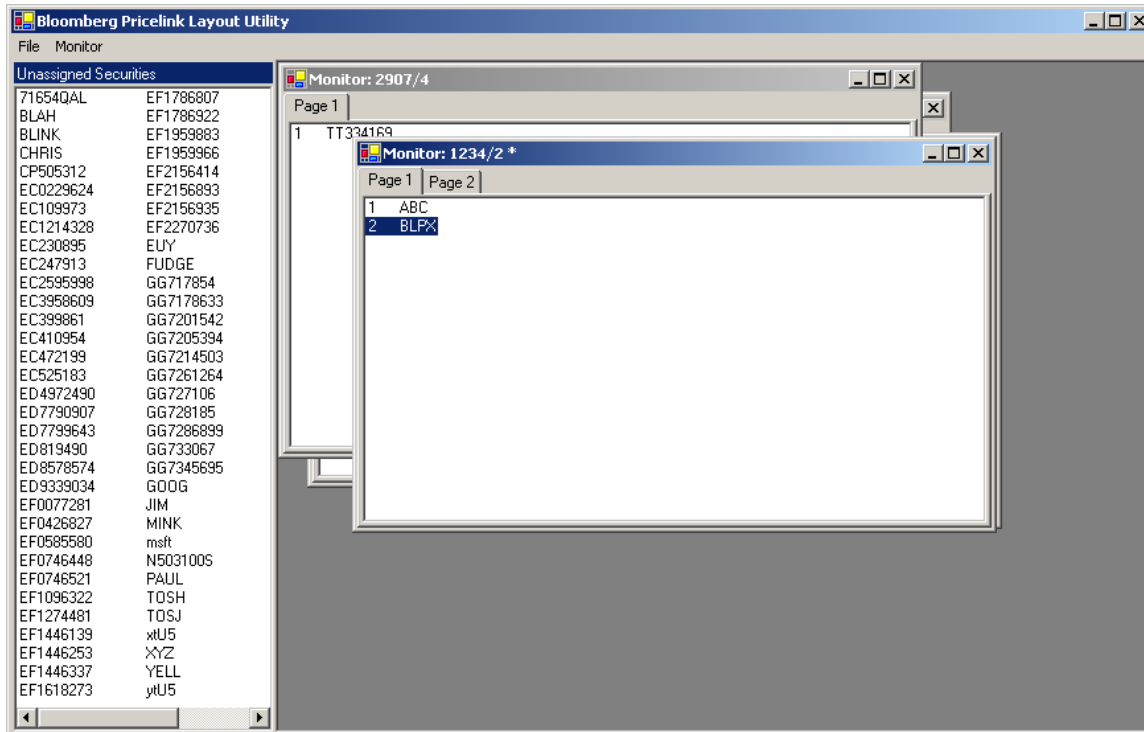 Bloomberg Pricelink Layout Utility
File Monitor
Unassigned Securities
71654QAL EF1786807
BLAH EF1786922
BLINK EF1959883
CHRIS EF1959966
CP505312 EF2156414
EC0229624 EF2156893
EC109973 EF2156935
EC1214328 EF2270736
EC230895 EUY
EC247913 FUDGE
EC2595998 GG717854
EC3958609 GG7178633
EC399861 GG7201542
EC410954 GG7205394
EC472199 GG7214503
EC525183 GG7261264
ED4972490 GG727106
ED7790907 GG728185
ED7799643 GG7286899
ED819490 GG733067
ED8578574 GG7345695
ED9339034 GOOG
EF0077281 JIM
EF0426827 MINK
EF0585580 msft
EF0746448 N503100S
EF0746521 PAUL
EF1096322 TOSH
EF1274481 TOSJ
EF1446139 xtU5
EF1446253 XYZ
EF1446337 YELL
EF1618273 ytU5
Monitor: 2907/4
Page 1
1 TT334169
Monitor: 1234/2 *
Page 1 Page 2
1 ABC
2 BLPX